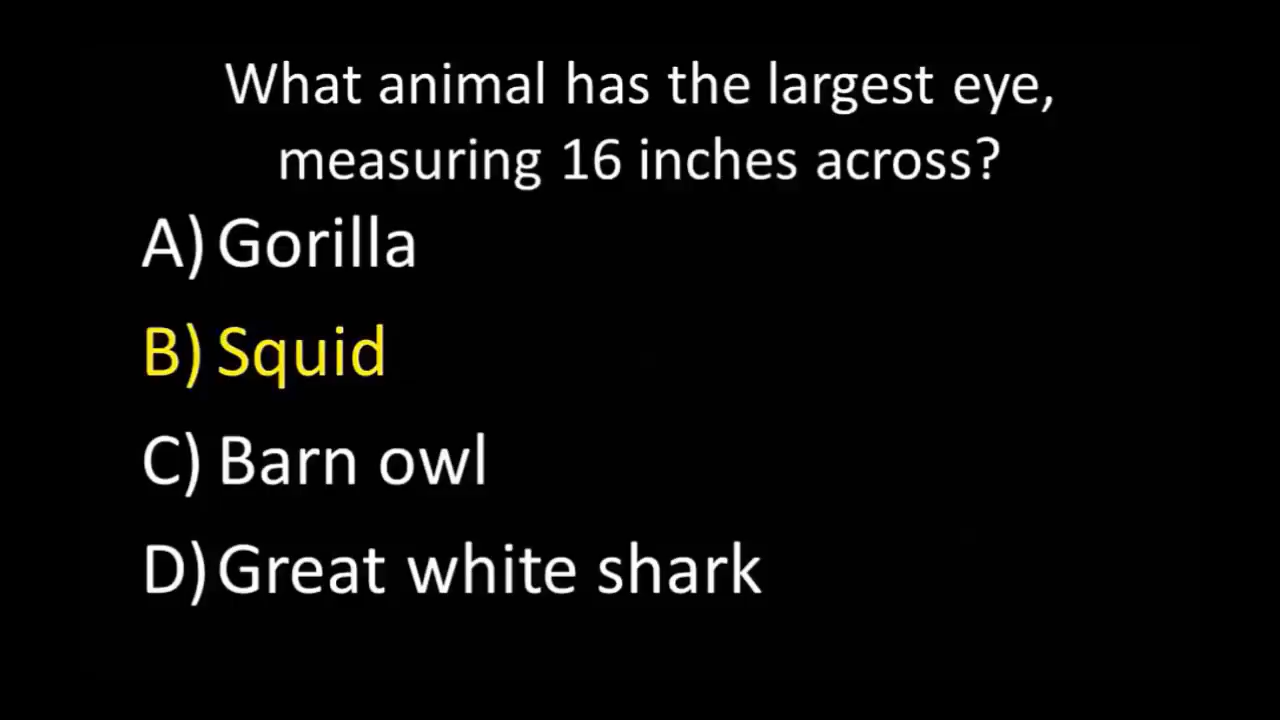 What animal has the largest eye,
measuring 16 inches across?
A) Gorilla
B) Squid
C) Barn owl
D) Great white shark